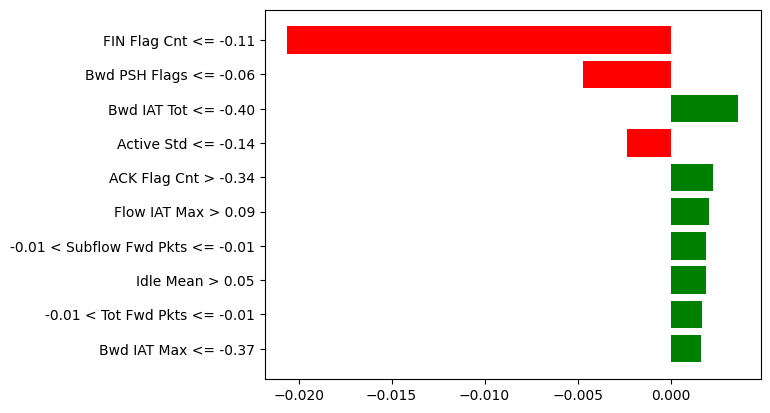 FIN Flag Cnt <= -0.11
Bwd PSH Flags <= -0.06
Bwd IAT Tot <= -0.40
Active Std <= -0.14
ACK Flag Cnt > -0.34
Flow IAT Max > 0.09
-0.01 < Subflow Fwd Pkts <= -0.01
Idle Mean > 0.05
-0.01 < Tot Fwd Pkts <= -0.01
Bwd IAT Max <= -0.37
−0.020 −0.015 −0.010 −0.005 0.000